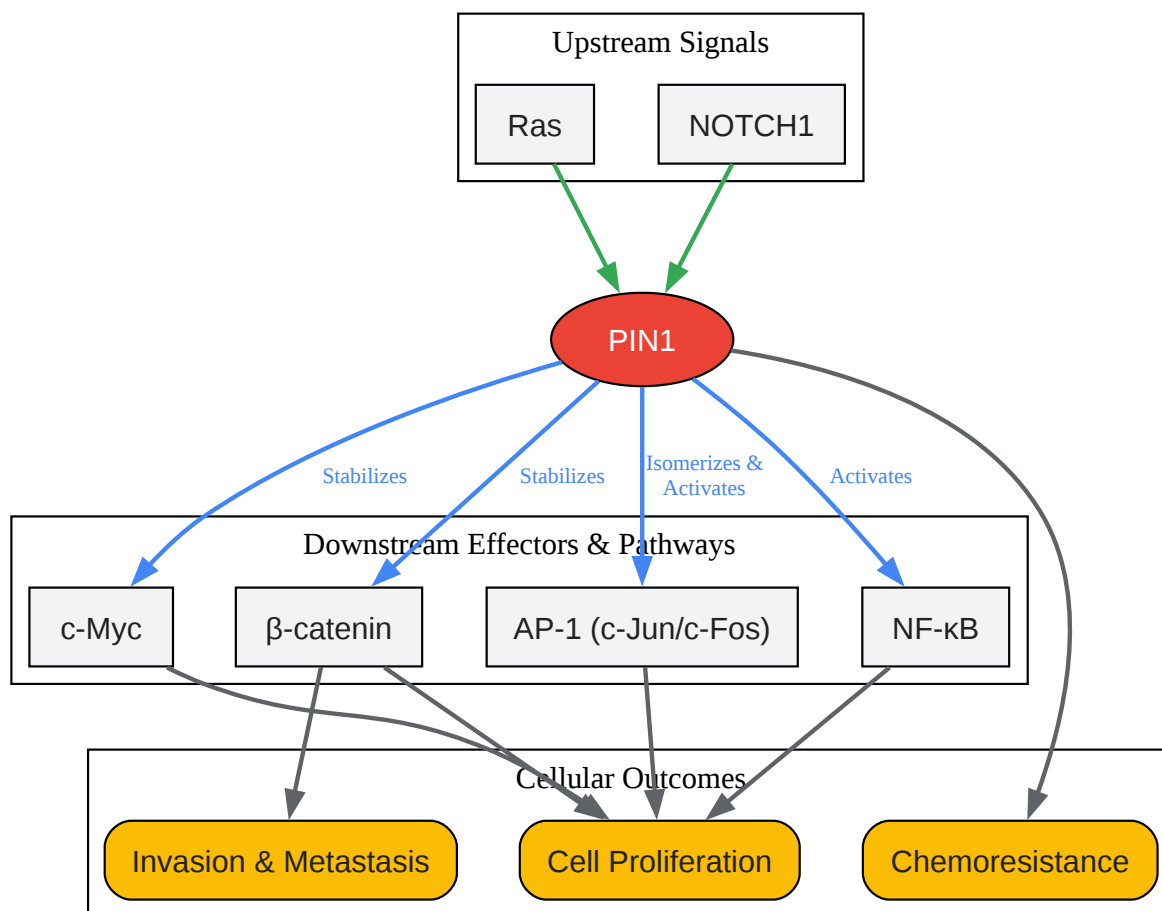 Upstream Signals
Ras
NOTCH1
PIN1
Stabilizes
Stabilizes
Isomerizes &
Activates
Activates
Downstream Effectors & Pathways
c-Myc
β-catenin
AP-1 (c-Jun/c-Fos)
NF-κB
Cellular Outcomes
Invasion & Metastasis
Cell Proliferation
Chemoresistance